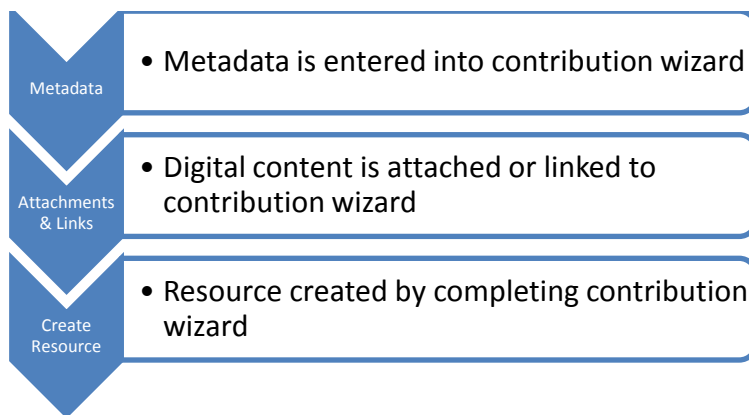 Metadata
• Metadata is entered into contribution wizard
Attachments
& Links
• Digital content is attached or linked to
contribution wizard
Create
Resource
• Resource created by completing contribution
wizard